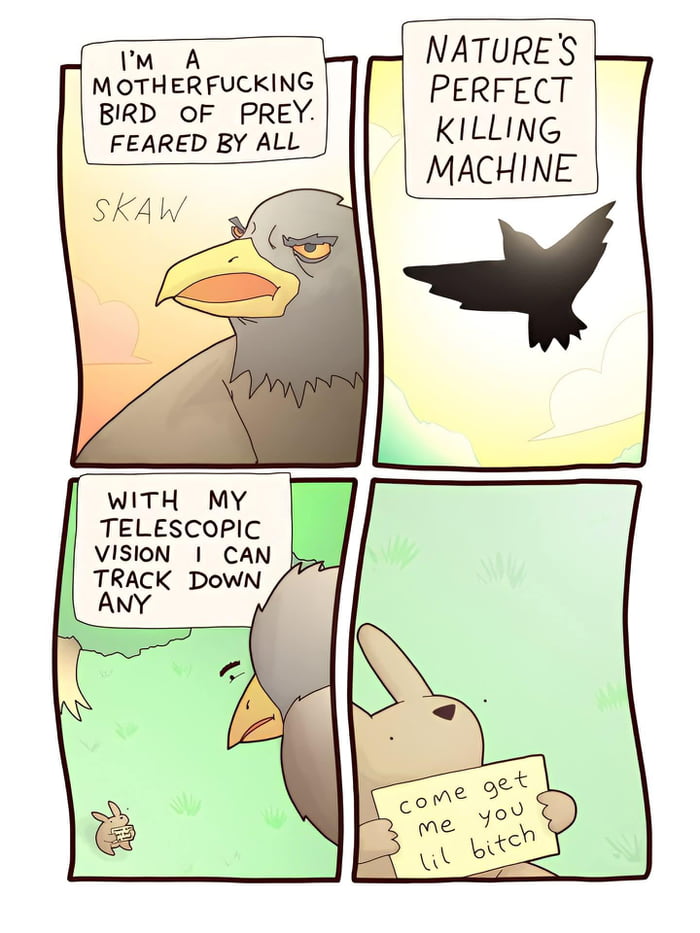 I'M A
MOTHERFUCKING
BIRD OF PREY.
FEARED BY ALL
SKAW
NATURE'S
PERFECT
KILLING
MACHINE
WITH MY
TELESCOPIC
VISION I CAN
TRACK DOWN
ANY
come get
me you
lil bitch